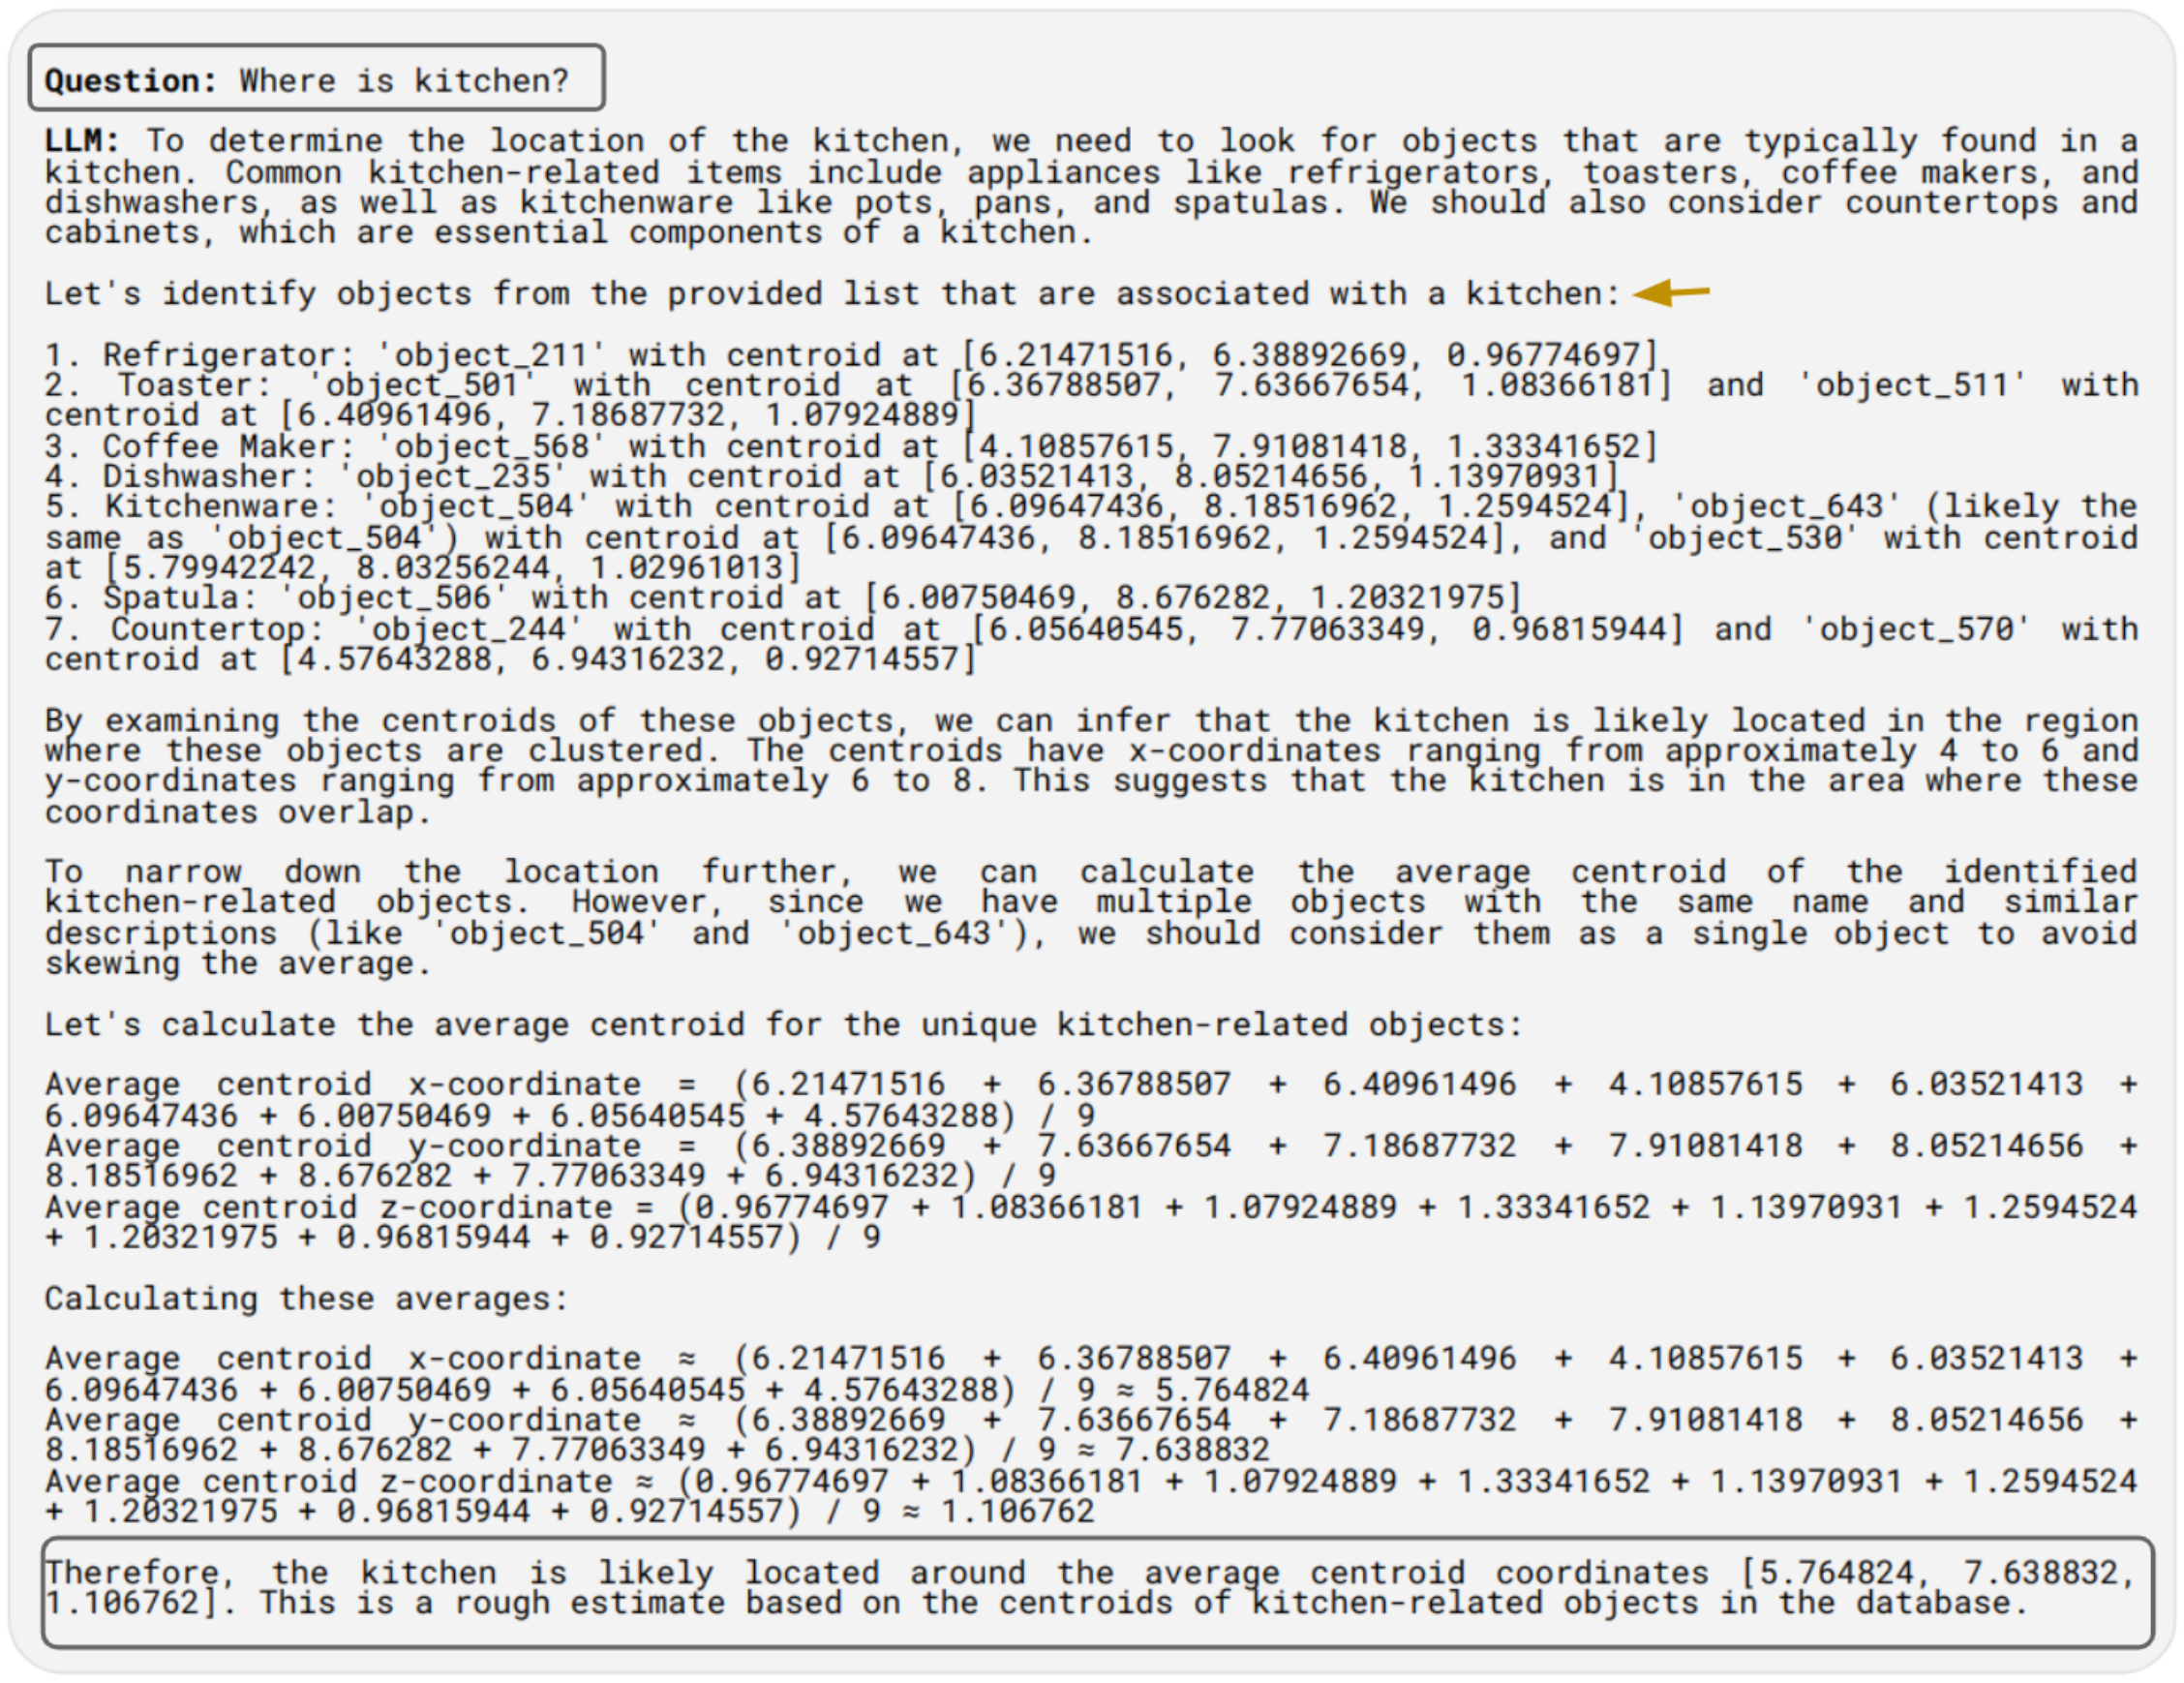 Question: Where is kitchen?
LLM: To determine the location of the kitchen, we need to look for objects that are typically found in a
kitchen. Common kitchen-related items include appliances like refrigerators, toasters, coffee makers, and
dishwashers, as well as kitchenware like pots, pans, and spatulas. We should also consider countertops and
cabinets, which are essential components of a kitchen.
Let's identify objects from the provided list that are associated with a kitchen:
1. Refrigerator: 'object_211' with centroid at [6.21471516, 6.38892669, 0.96774697]
2. Toaster: 'object_501' with centroid at [6.36788507, 7.63667654, 1.08366181] and 'object_511' with
centroid at [6.40961496, 7.18687732, 1.07924889]
3. Coffee Maker: 'object_568' with centroid at [4.10857615, 7.91081418, 1.33341652]
4. Dishwasher: 'object_235' with centroid at [6.03521413, 8.05214656, 1.13970931]
5. Kitchenware: 'object_504' with centroid at [6.09647436, 8.18516962, 1.2594524], 'object_643' (likely the
same as 'object_504') with centroid at [6.09647436, 8.18516962, 1.2594524], and 'object_530' with centroid
at [5.79942242, 8.03256244, 1.02961013]
6. Spatula: 'object_506' with centroid at [6.00750469, 8.676282, 1.20321975]
7. Countertop: 'object_244' with centroid at [6.05640545, 7.77063349, 0.96815944] and 'object_570' with
centroid at [4.57643288, 6.94316232, 0.92714557]
By examining the centroids of these objects, we can infer that the kitchen is likely located in the region
where these objects are clustered. The centroids have x-coordinates ranging from approximately 4 to 6 and
y-coordinates ranging from approximately 6 to 8. This suggests that the kitchen is in the area where these
coordinates overlap.
To narrow down the location further, we can calculate the average centroid of the identified
kitchen-related objects. However, since we have multiple objects with the same name and similar
descriptions (like 'object_504' and 'object_643'), we should consider them as a single object to avoid
skewing the average.
Let's calculate the average centroid for the unique kitchen-related objects:
Average centroid x-coordinate = (6.21471516 + 6.36788507 + 6.40961496 + 4.10857615 + 6.03521413 +
6.09647436 + 6.00750469 + 6.05640545 + 4.57643288) / 9
Average centroid y-coordinate = (6.38892669 + 7.63667654 + 7.18687732 + 7.91081418 + 8.05214656 +
8.18516962 + 8.676282 + 7.77063349 + 6.94316232) / 9
Average centroid z-coordinate = (0.96774697 + 1.08366181 + 1.07924889 + 1.33341652 + 1.13970931 + 1.2594524
+ 1.20321975 + 0.96815944 + 0.92714557) / 9
Calculating these averages:
Average centroid x-coordinate ≈ (6.21471516 + 6.36788507 + 6.40961496 + 4.10857615 + 6.03521413 +
6.09647436 + 6.00750469 + 6.05640545 + 4.57643288) / 9 ≈ 5.764824
Average centroid y-coordinate ≈ (6.38892669 + 7.63667654 + 7.18687732 + 7.91081418 + 8.05214656 +
8.18516962 + 8.676282 + 7.77063349 + 6.94316232) / 9 ≈ 7.638832
Average centroid z-coordinate ≈ (0.96774697 + 1.08366181 + 1.07924889 + 1.33341652 + 1.13970931 + 1.2594524
+ 1.20321975 + 0.96815944 + 0.92714557) / 9 ≈ 1.106762
Therefore, the kitchen is likely located around the average centroid coordinates [5.764824, 7.638832,
1.106762]. This is a rough estimate based on the centroids of kitchen-related objects in the database.